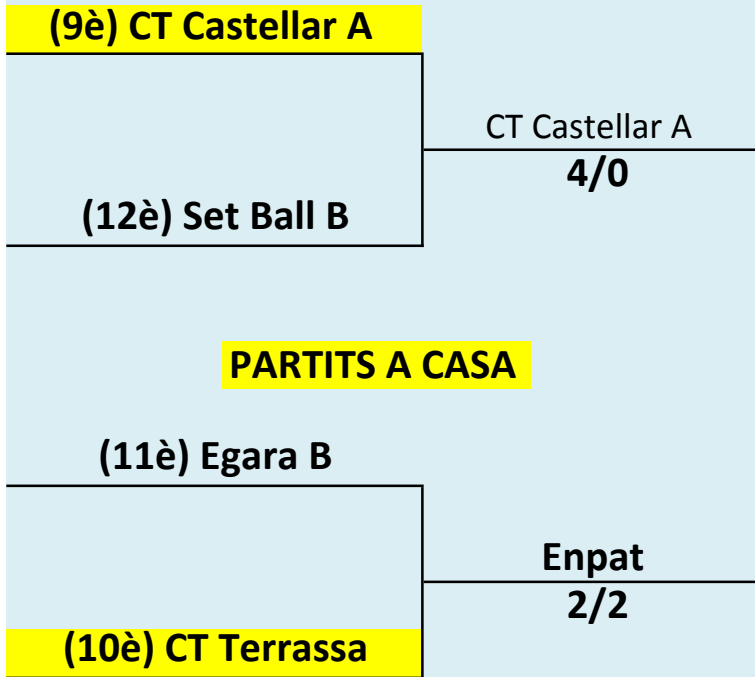 (9è) CT Castellar A
CT Castellar A
4/0
(12è) Set Ball B
PARTITS A CASA
(11è) Egara B
Enpat
2/2
(10è) CT Terrassa